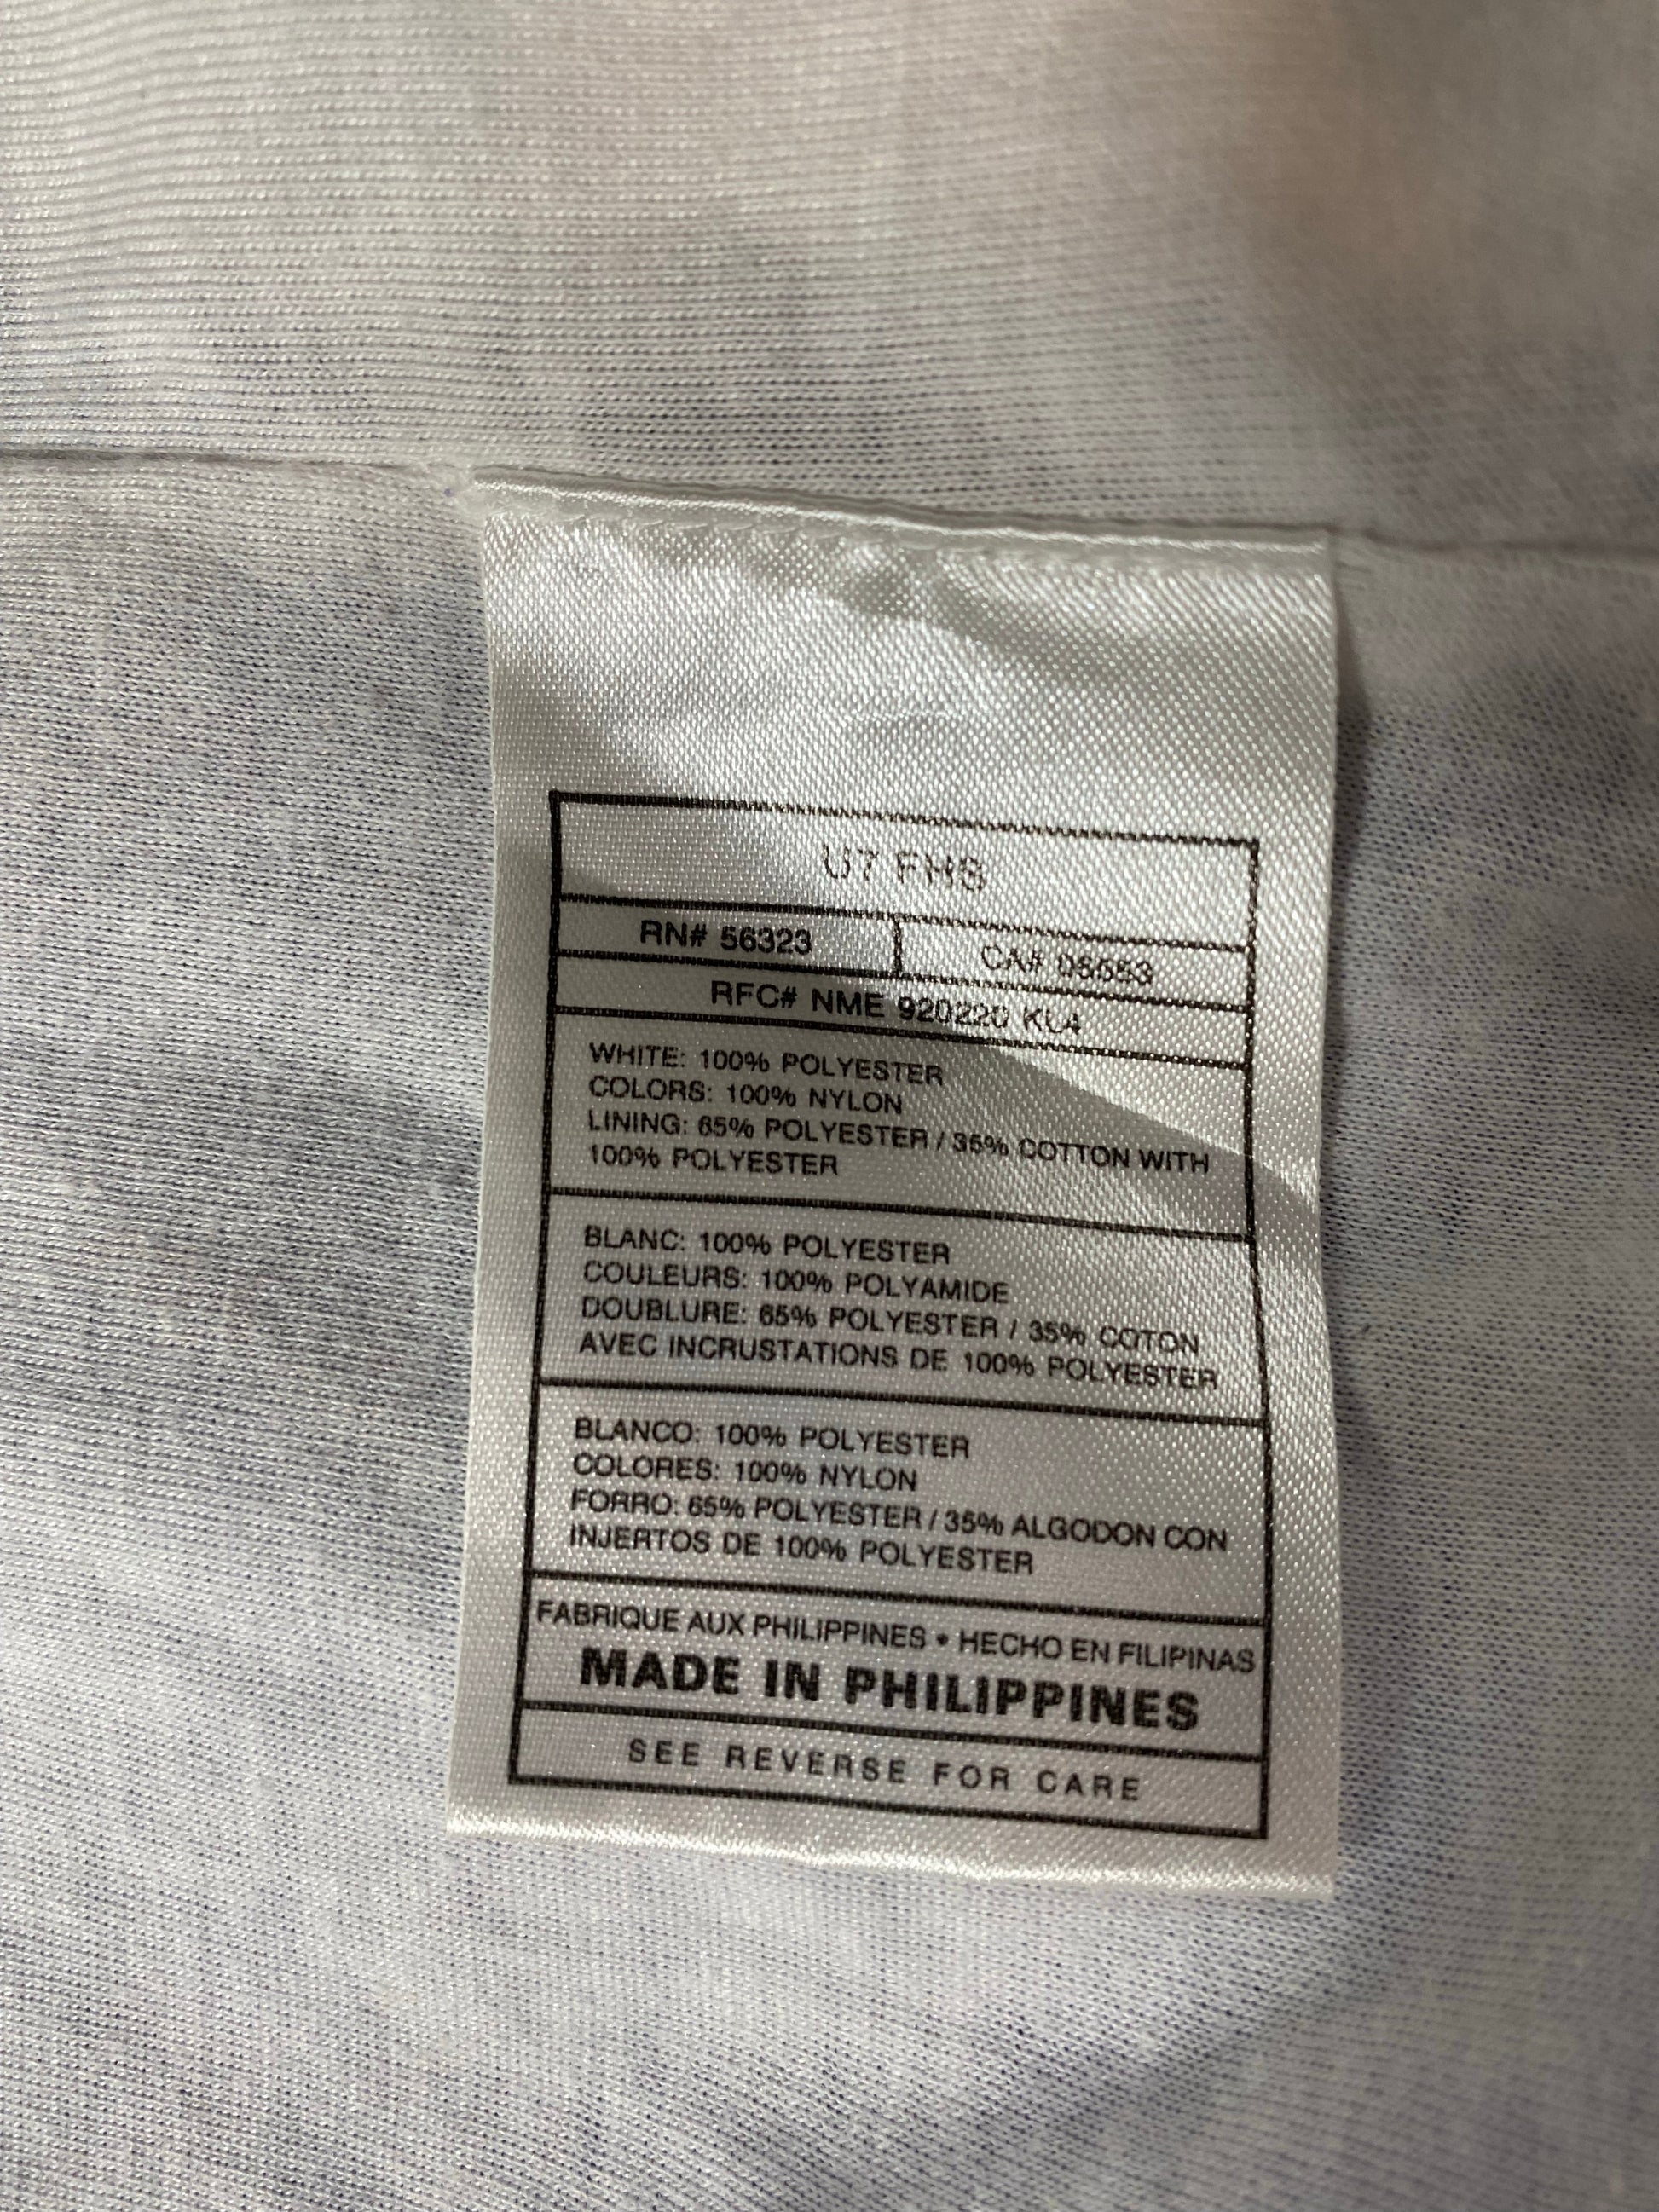 U7 FHS
RN# 56323
CA# 05553
RFC# NME 920220 KU4
WHITE: 100% POLYESTER
COLORS: 100% NYLON
LINING: 65% POLYESTER / 35% COTTON WITH
100% POLYESTER
BLANC: 100% POLYESTER
COULEURS: 100% POLYAMIDE
DOUBLURE: 65% POLYESTER / 35% COTON
AVEC INCRUSTATIONS DE 100% POLYESTER
BLANCO: 100% POLYESTER
COLORES: 100% NYLON
FORRO: 65% POLYESTER / 35% ALGODON CON
INJERTOS DE 100% POLYESTER
FABRIQUE AUX PHILIPPINES • HECHO EN FILIPINAS
MADE IN PHILIPPINES
SEE REVERSE FOR CARE